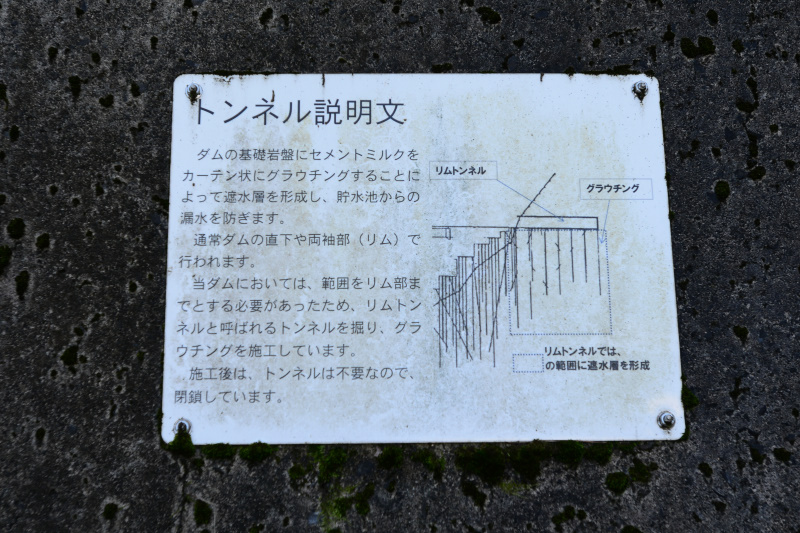 トンネル説明文
ダムの基礎岩盤にセメントミルクを
カーテン状にグラウチングすることに
よって遮水層を形成し、貯水池からの
漏水を防ぎます。
通常ダムの直下や両袖部（リム）で
行われます。
当ダムにおいては、範囲をリム部ま
でとする必要があったため、リムトン
ネルと呼ばれるトンネルを掘り、グラ
ウチングを施工しています。
施工後は、トンネルは不要なので、
閉鎖しています。
リムトンネル
グラウチング
リムトンネルでは、
の範囲に遮水層を形成